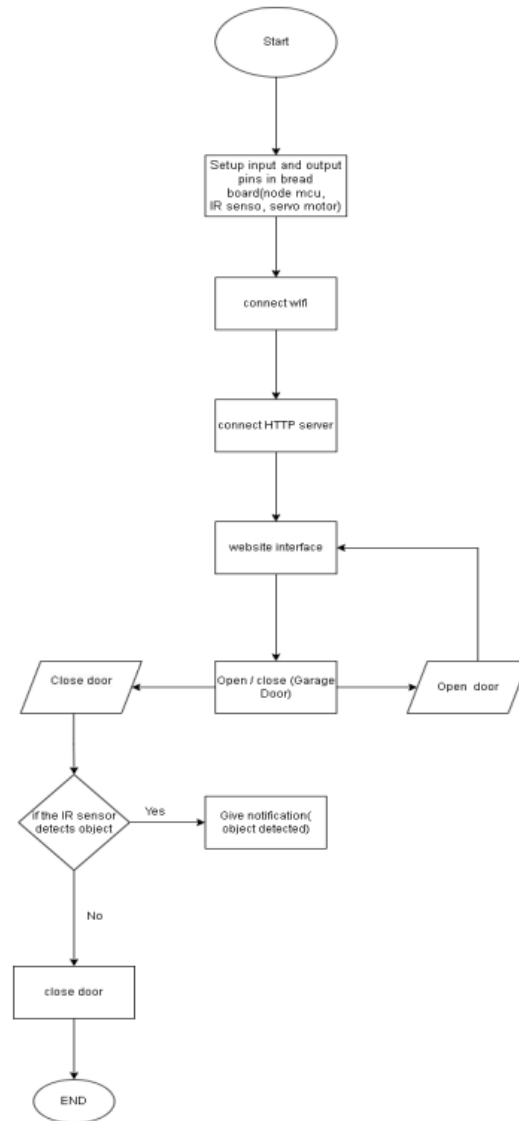 Start
Setup input and output
pins in bread
board(node mcu,
IR senso, servo motor)
connect wifi
connect HTTP server
website interface
Close door
Open / close (Garage
Door)
Open door
if the IR sensor
detects object
Yes
Give notification(
object detected)
No
close door
END